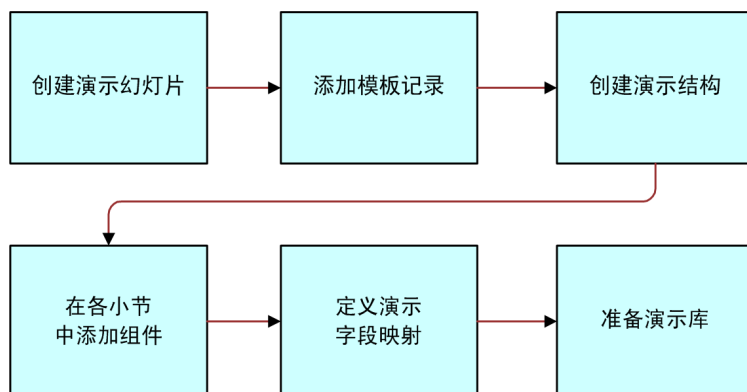 创建演示幻灯片
添加模板记录
创建演示结构
在各小节
中添加组件
定义演示
字段映射
准备演示库